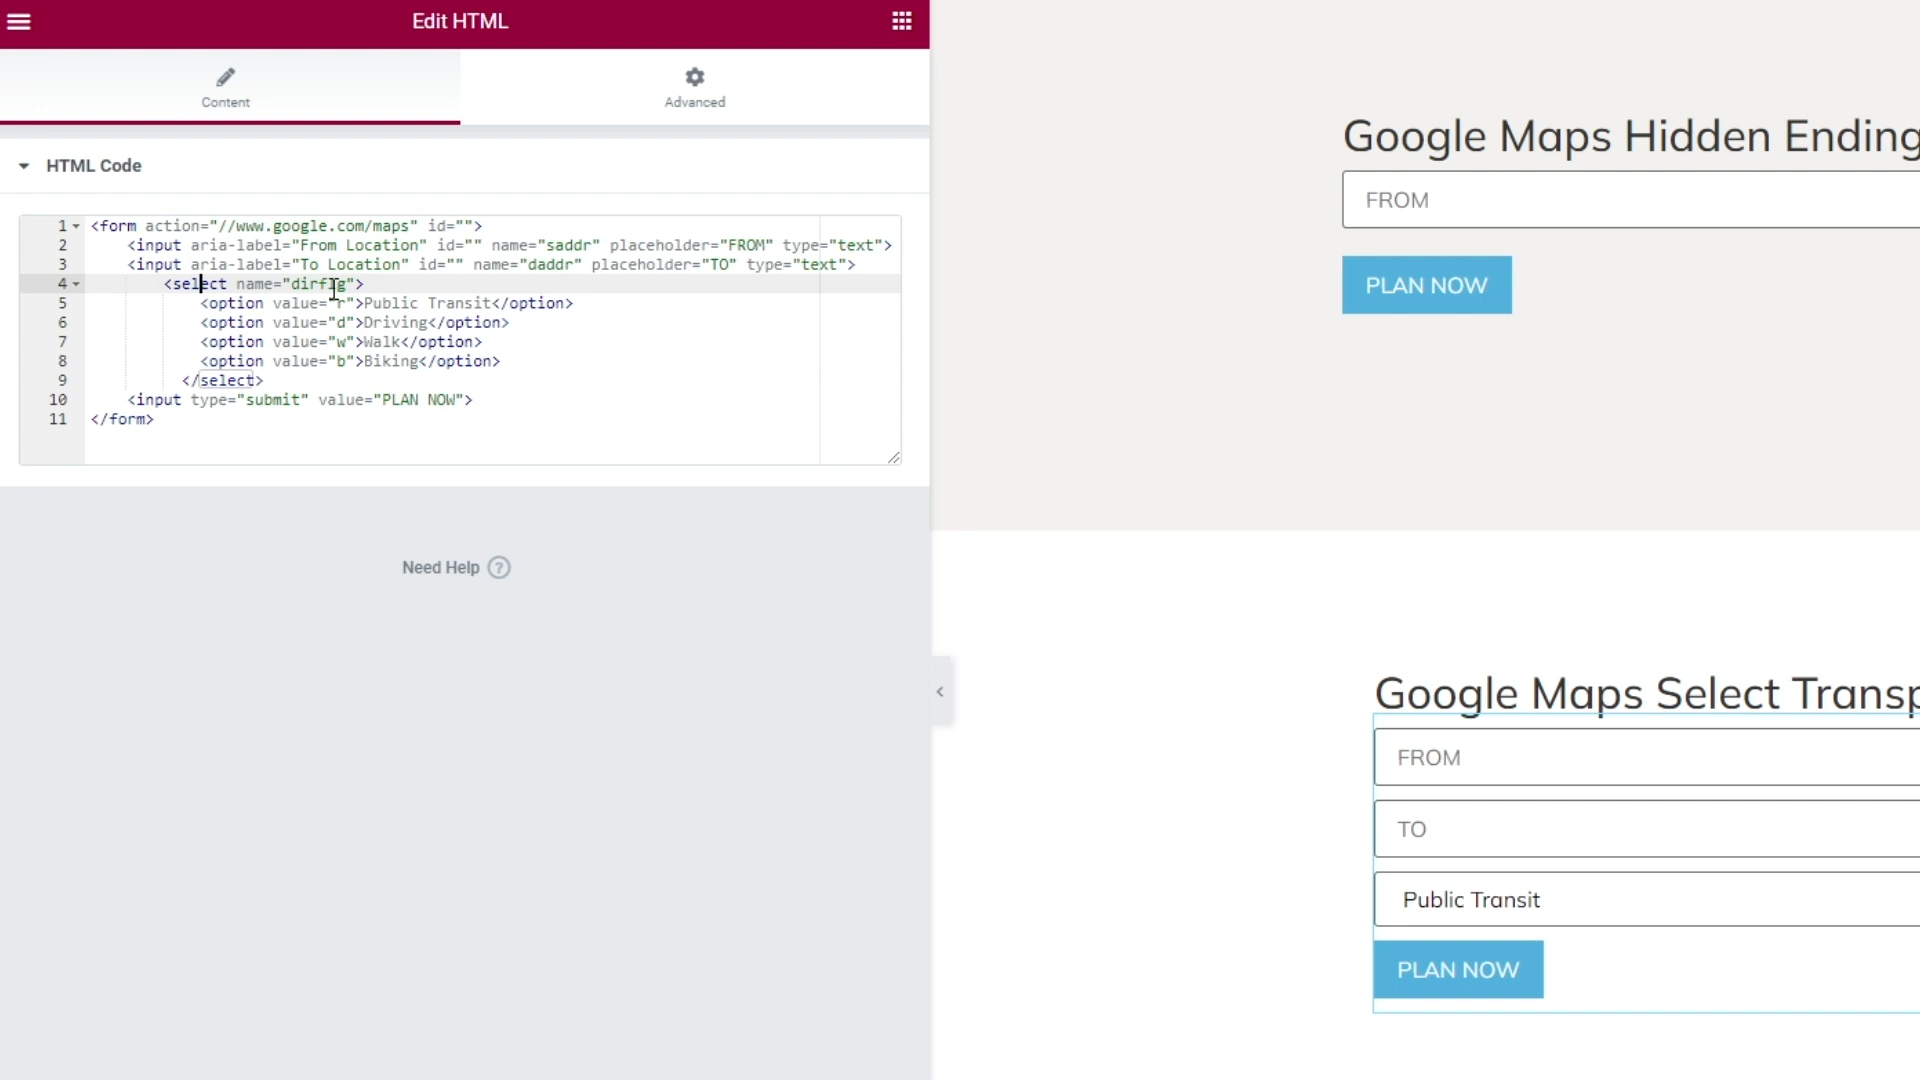 Edit HTML
Content
Advanced
HTML Code
1 <form action="//www.google.com/maps" id="">
2 <input aria-label="From Location" id="" name="saddr" placeholder="FROM" type="text">
3 <input aria-label="To Location" id="" name="daddr" placeholder="TO" type="text">
4 <select name="dirflg">
5 <option value="r">Public Transit</option>
6 <option value="d">Driving</option>
7 <option value="w">Walk</option>
8 <option value="b">Biking</option>
9 </select>
10 <input type="submit" value="PLAN NOW">
11 </form>
Need Help ?
Google Maps Hidden Ending
FROM
PLAN NOW
Google Maps Select Transp
FROM
TO
Public Transit
PLAN NOW